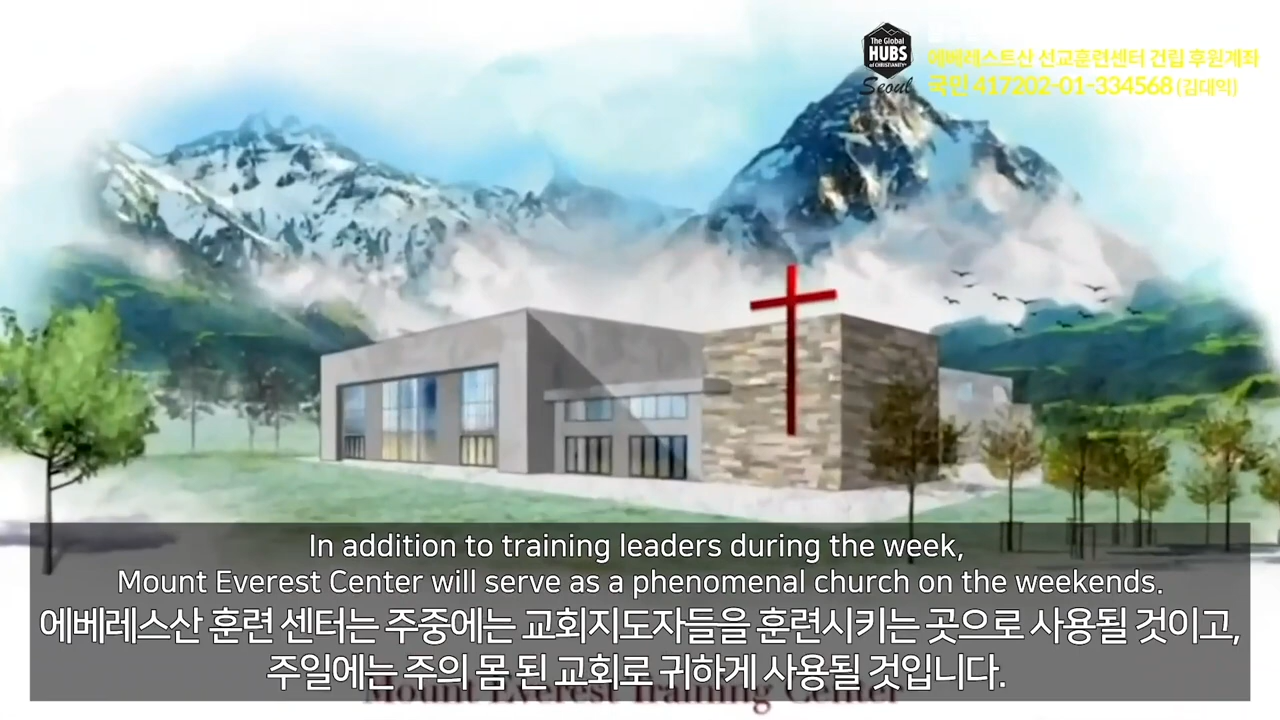 The Global
HUBS
of CHRISTIANITY
Seoul
에베레스트산 선교훈련센터 건립 후원계좌
국민 417202-01-334568 (김대억)
In addition to training leaders during the week,
Mount Everest Center will serve as a phenomenal church on the weekends.
에베레스산 훈련 센터는 주중에는 교회지도자들을 훈련시키는 곳으로 사용될 것이고,
주일에는 주의 몸 된 교회로 귀하게 사용될 것입니다.
Mount Everest Training Center